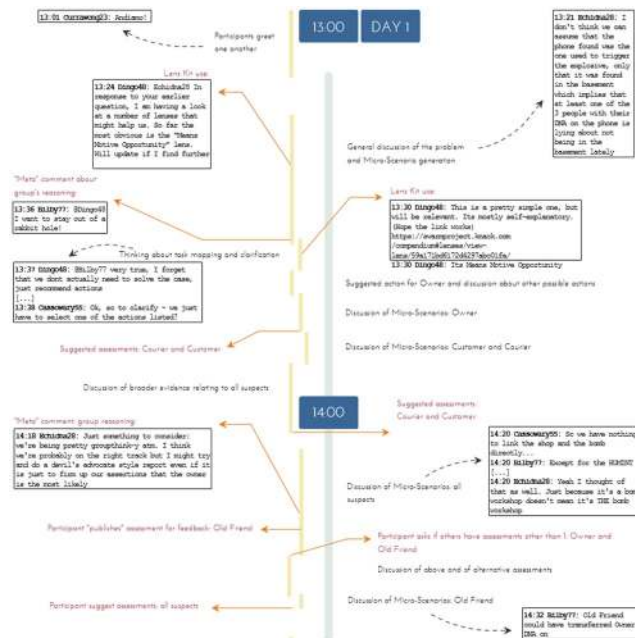 13:00 DAY 1
13:01 Currawong23: Andiamo!
Participants greet
one another
13:21 Echidna28: I
don't think we can
assume that the
phone found was the
one used to trigger
the explosive, only
that it was found
in the basement
which implies that
at least one of the
3 people with their
DNA on the phone is
lying about not
being in the
basement lately
Lens Kit use:
13:24 Dingo48: Echidna28 In
response to your earlier
question, I am having a look
at a number of lenses that
might help us. So far the
most obvious is the "Means
Motive Opportunity" lens.
Will update if I find further
General discussion of the problem
and Micro-Scenario generation
"Meta" comment about
group's reasoning:
13:36 Bilby77: @Dingo48
I want to stay out of a
rabbit hole!
Lens Kit use:
13:30 Dingo48: This is a pretty simple one, but
will be relevant. Its mostly self-explanatory.
(Hope the link works)
https://swarmproject.knack.com
13:30 Dingo48: Its Means Motive Opportunity
Thinking about task mapping and clarification
13:37 Dingo48: @Bilby77 very true, I forget
that we dont actually need to solve the case,
just recommend actions
[...]
13:38 Cassowary55: Ok, so to clarify - we just
have to select one of the actions listed?
Suggested action for Owner and discussion about other possible actions
Discussion of Micro-Scenarios: Owner
Discussion of Micro-Scenarios: Customer and Courier
Suggested assessments: Courier and Customer
Discussion of broader evidence relating to all suspects
14:00
Suggested assessments:
Courier and Customer
"Meta" comment: group reasoning:
14:18 Echidna28: Just something to consider:
we're being pretty groupthink-y atm. I think
we're probably on the right track but I might try
and do a devil's advocate style report even if it
is just to firm up our assertions that the owner
is the most likely
14:20 Cassowary55: So we have nothing
to link the shop and the bomb
directly...
14:20 Bilby77: Except for the HUMINT
[...]
14:20 Echidna28: Yeah I thought of
that as well. Just because it's a bomb
workshop doesn't mean it's THE bomb
workshop
Discussion of Micro-Scenarios: all
suspects
Participant "publishes" assessment for feedback: Old Friend
Participant asks if others have assessments other than 1: Owner and
Old Friend
Discussion of above and of alternative assessments
Participant suggest assessments: all suspects
Discussion of Micro-Scenarios: Old Friend
14:32 Bilby77: Old Friend
could have transferred Owner
DNA on